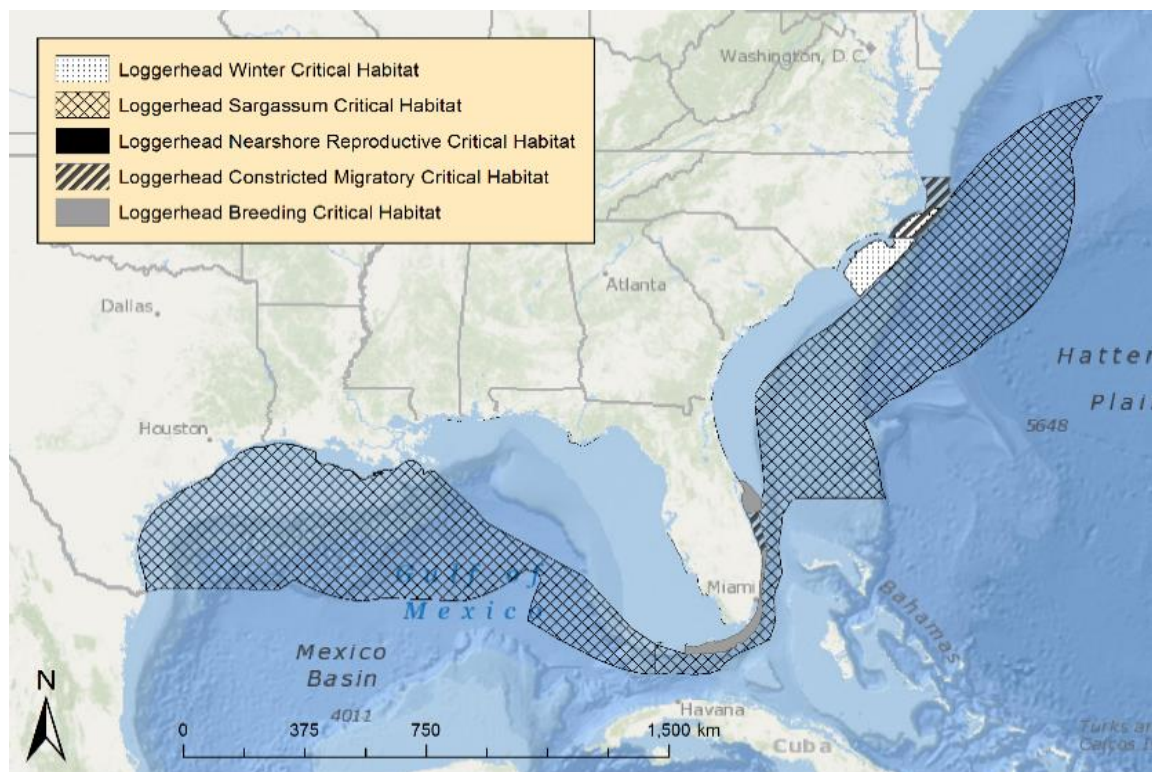 Loggerhead Winter Critical Habitat
Loggerhead Sargassum Critical Habitat
Loggerhead Nearshore Reproductive Critical Habitat
Loggerhead Constricted Migratory Critical Habitat
Loggerhead Breeding Critical Habitat
Washington, D.C.
Atlanta
Dallas
Houston
Hatter
Plai
5648
Gulf of
Mexico
Miami
Bahamas
Mexico
Basin
4011
Havana
Cuba
Turks a
Caicos I
N
0 375 750 1,500 km